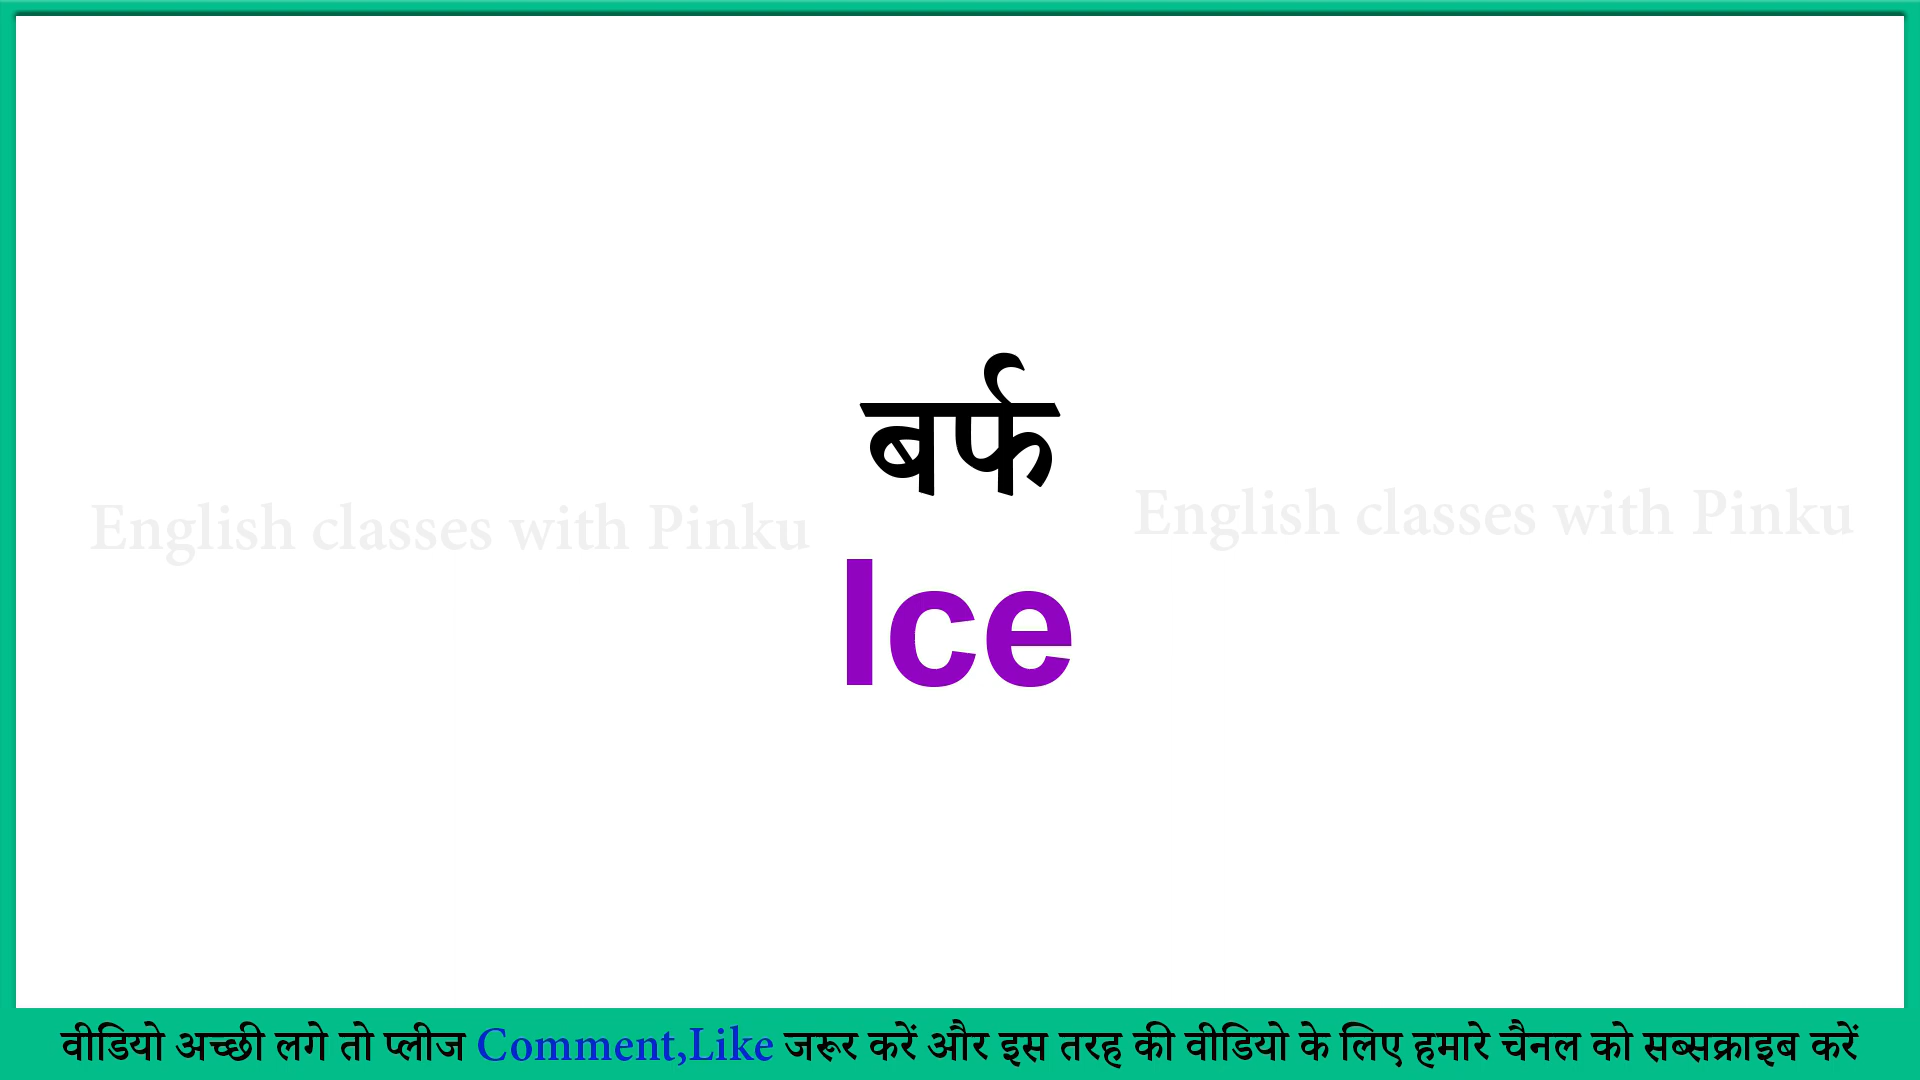 बर्फ
English classes with Pinku English classes with Pinku
Ice
वीडियो अच्छी लगे तो प्लीज Comment,Like जरूर करें और इस तरह की वीडियो के लिए हमारे चैनल को सब्सक्राइब करें